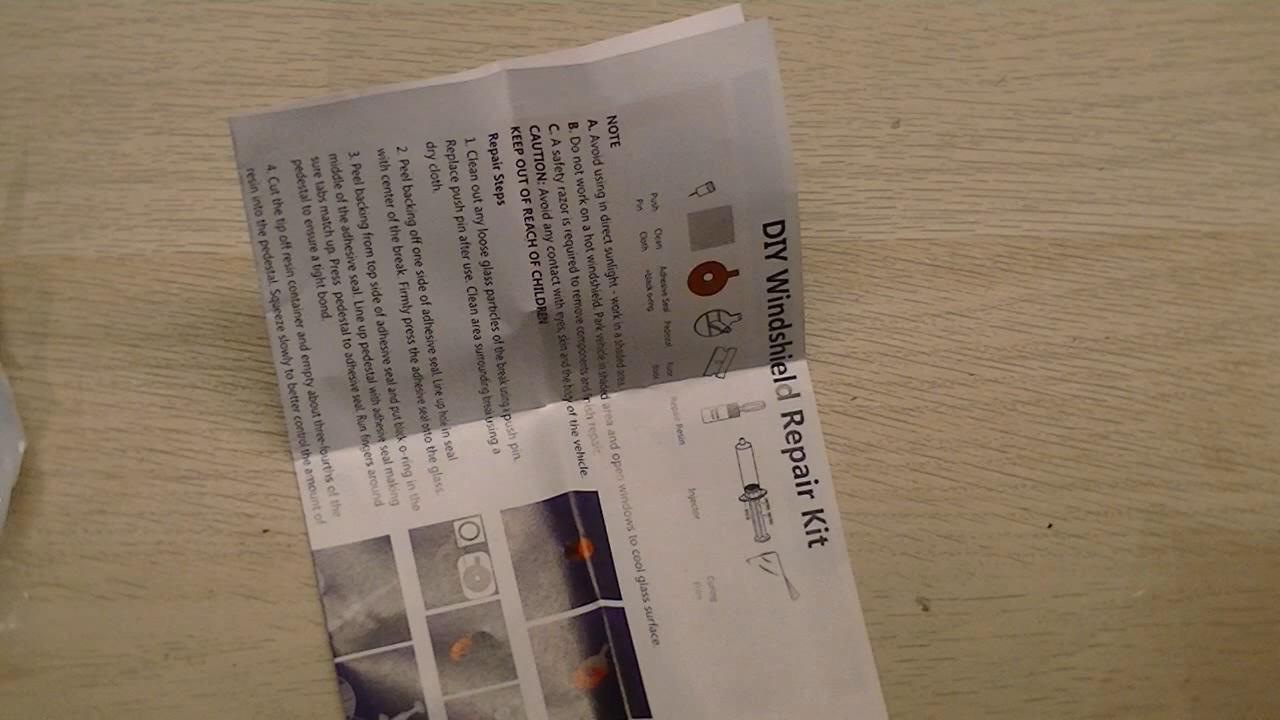 DIY Windshield Repair Kit
Push Pin
Clean Cloth
Adhesive Seal
Pedestal
Repair Resin
Injector
Curing
NOTE
A. Avoid using in direct sunlight - work in a shaded area
B. Do not work on a hot windshield. Park vehicle in shaded area and open windows to cool glass surface.
C. A safety razor is required to remove components and finish repair.
CAUTION: Avoid any contact with eyes, skin and the body of the vehicle.
KEEP OUT OF REACH OF CHILDREN
Repair Steps
1. Clean out any loose glass particles of the break using a push pin.
Replace push pin after use. Clean area surrounding break using a
dry cloth.
2. Peel backing off one side of adhesive seal. Line up hole in seal
with center of the break. Firmly press the adhesive seal onto the glass.
3. Peel backing from top side of adhesive seal and put black o-ring in the
middle of the adhesive seal. Line up pedestal with adhesive seal making
sure tabs match up. Press pedestal to adhesive seal. Run fingers around
pedestal to ensure a tight bond.
4. Cut the tip off resin container and empty about three-fourths of the
resin into the pedestal. Squeeze slowly to better control the amount of